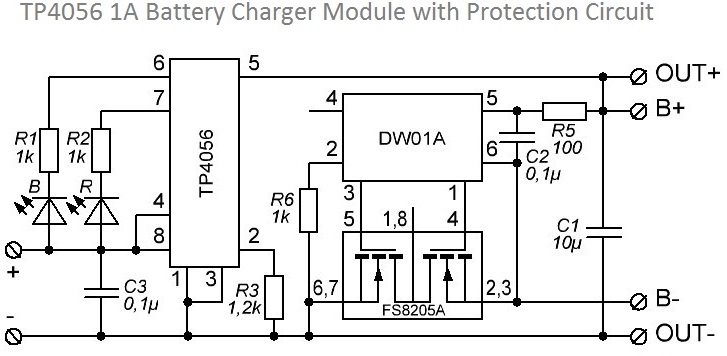 TP4056 1A Battery Charger Module with Protection Circuit
6
5
OUT+
7
4
5
B+
R1
1k
R2
1k
TP4056
DW01A
R5
100
2
6
C2
0,1µ
B
R
R6
1k
3
1
4
5
1,8
4
C1
10µ
8
2
+
1
3
C3
0,1µ
R3
1,2k
6,7
2,3
B-
FS8205A
-
OUT-